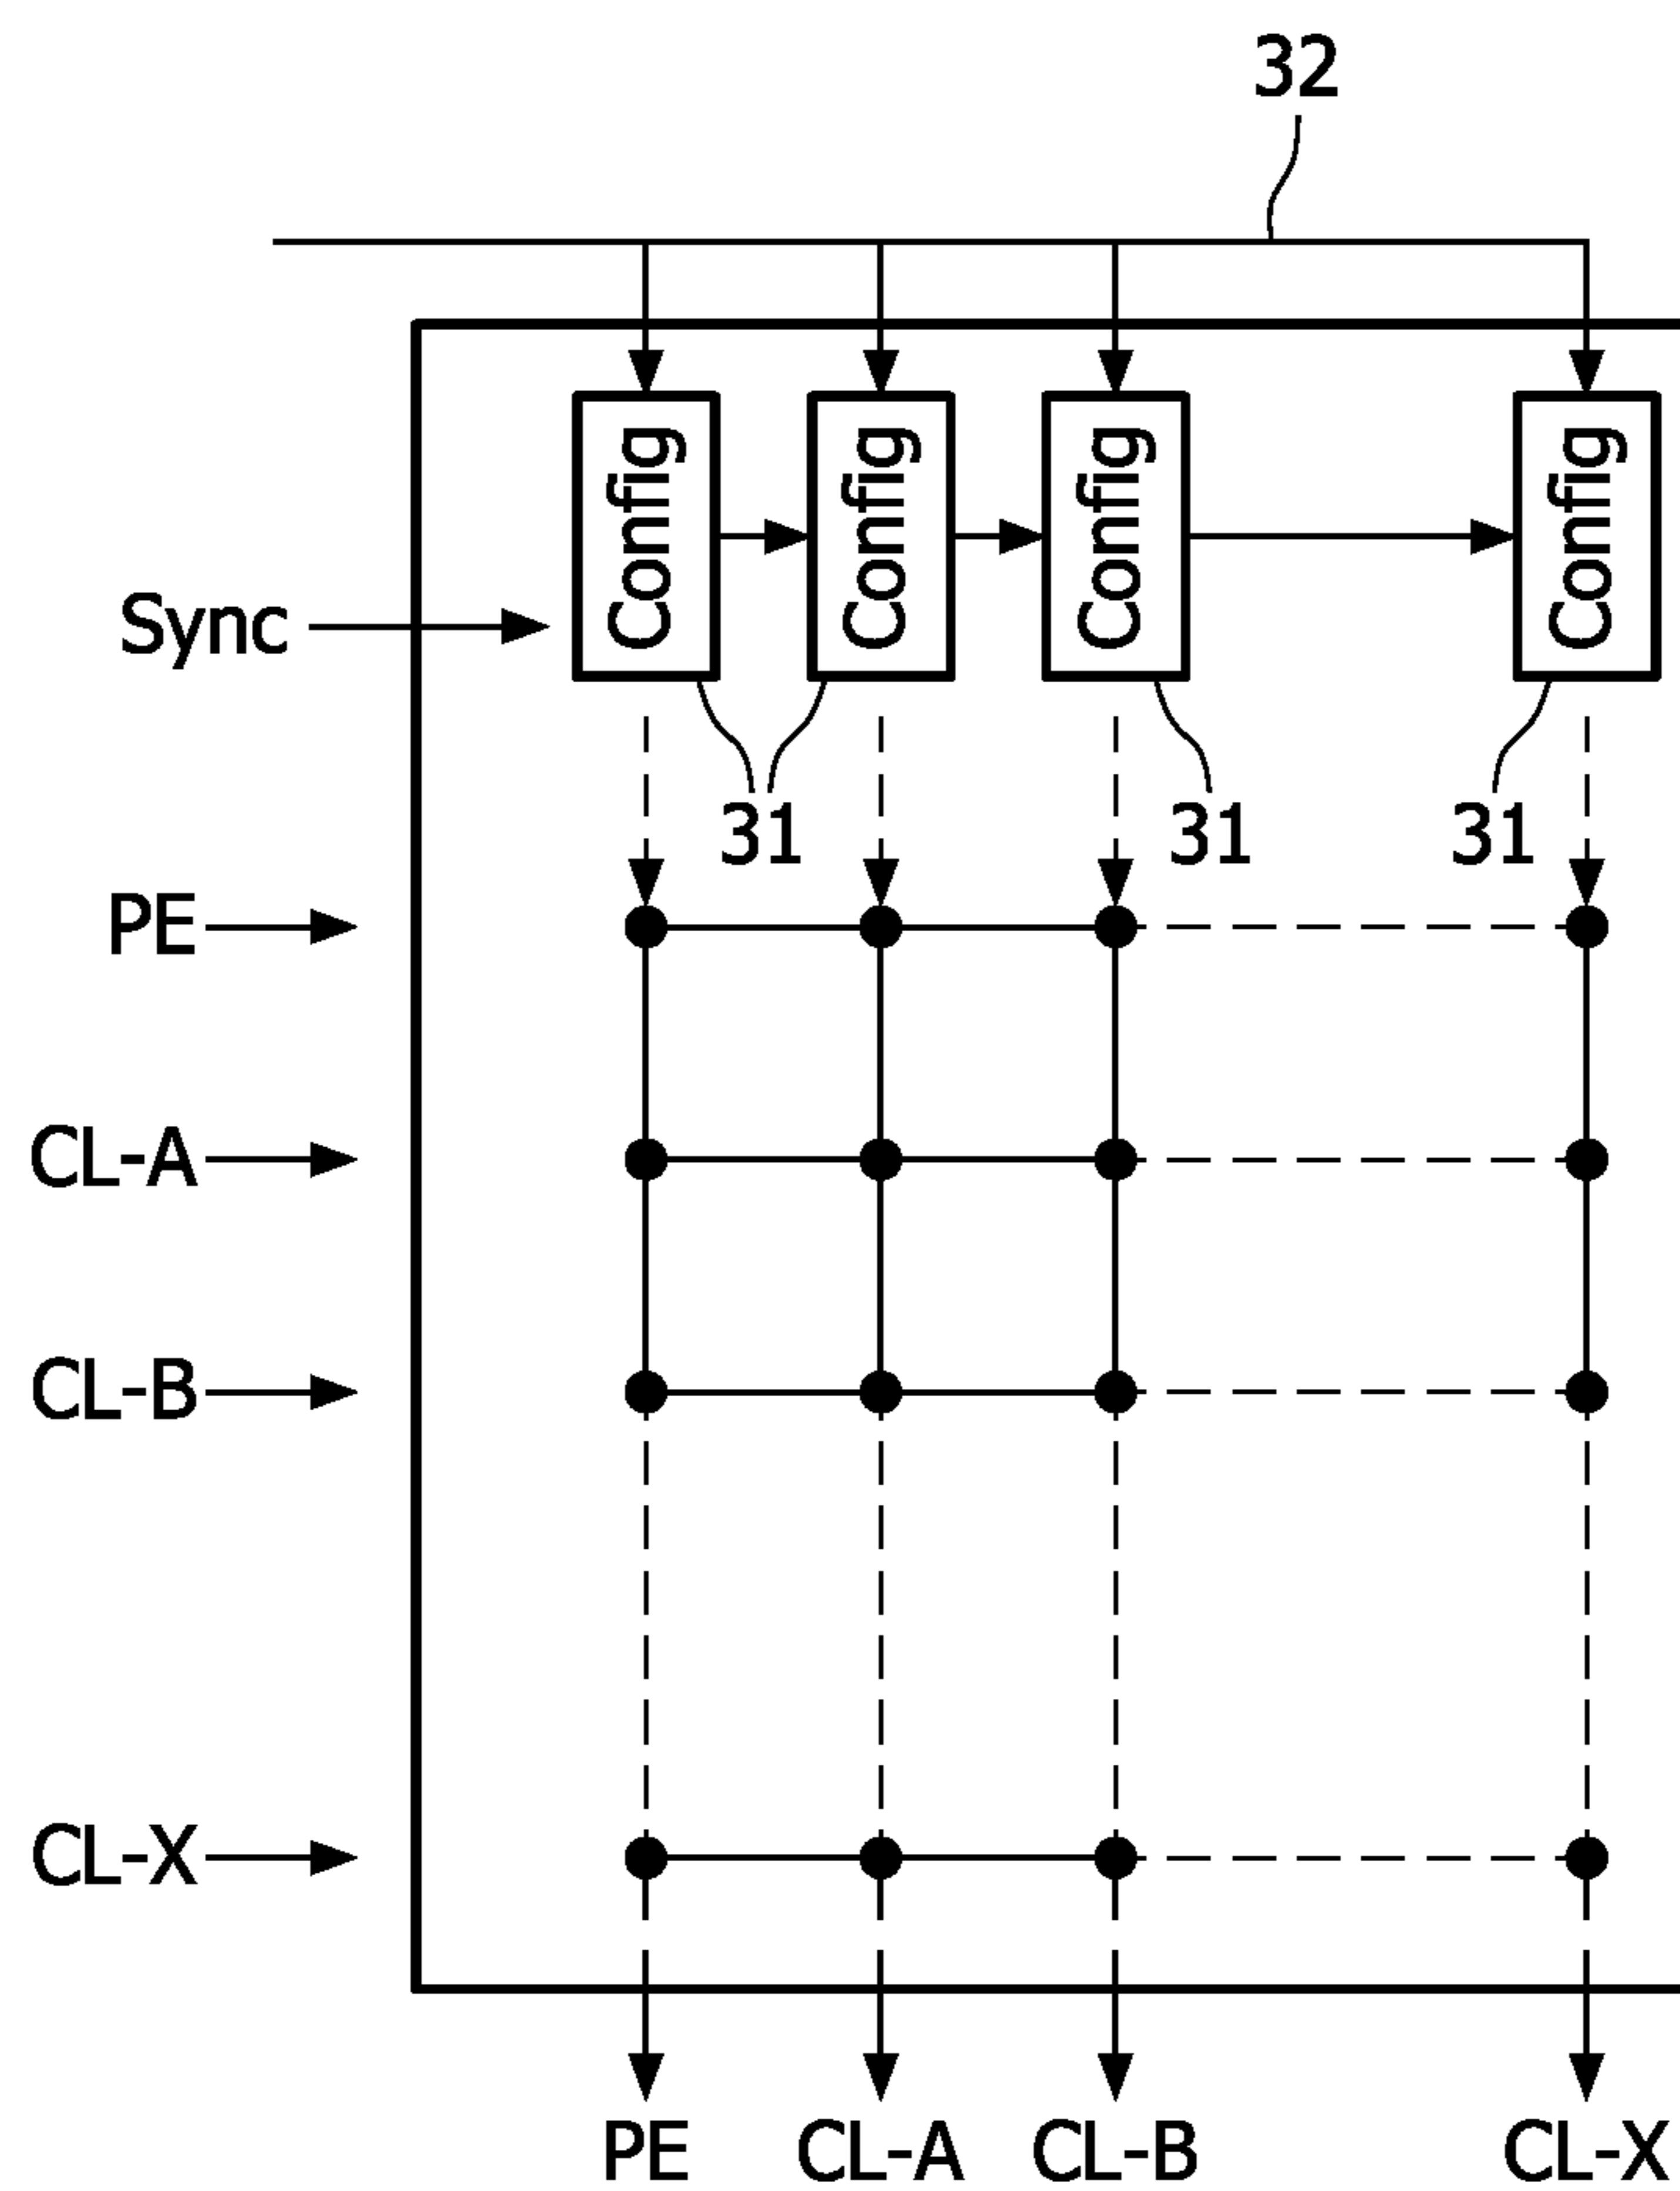 32
Config Config Config Config
Sync
31 31 31
PE
CL-A
CL-B
CL-X
PE CL-A CL-B CL-X